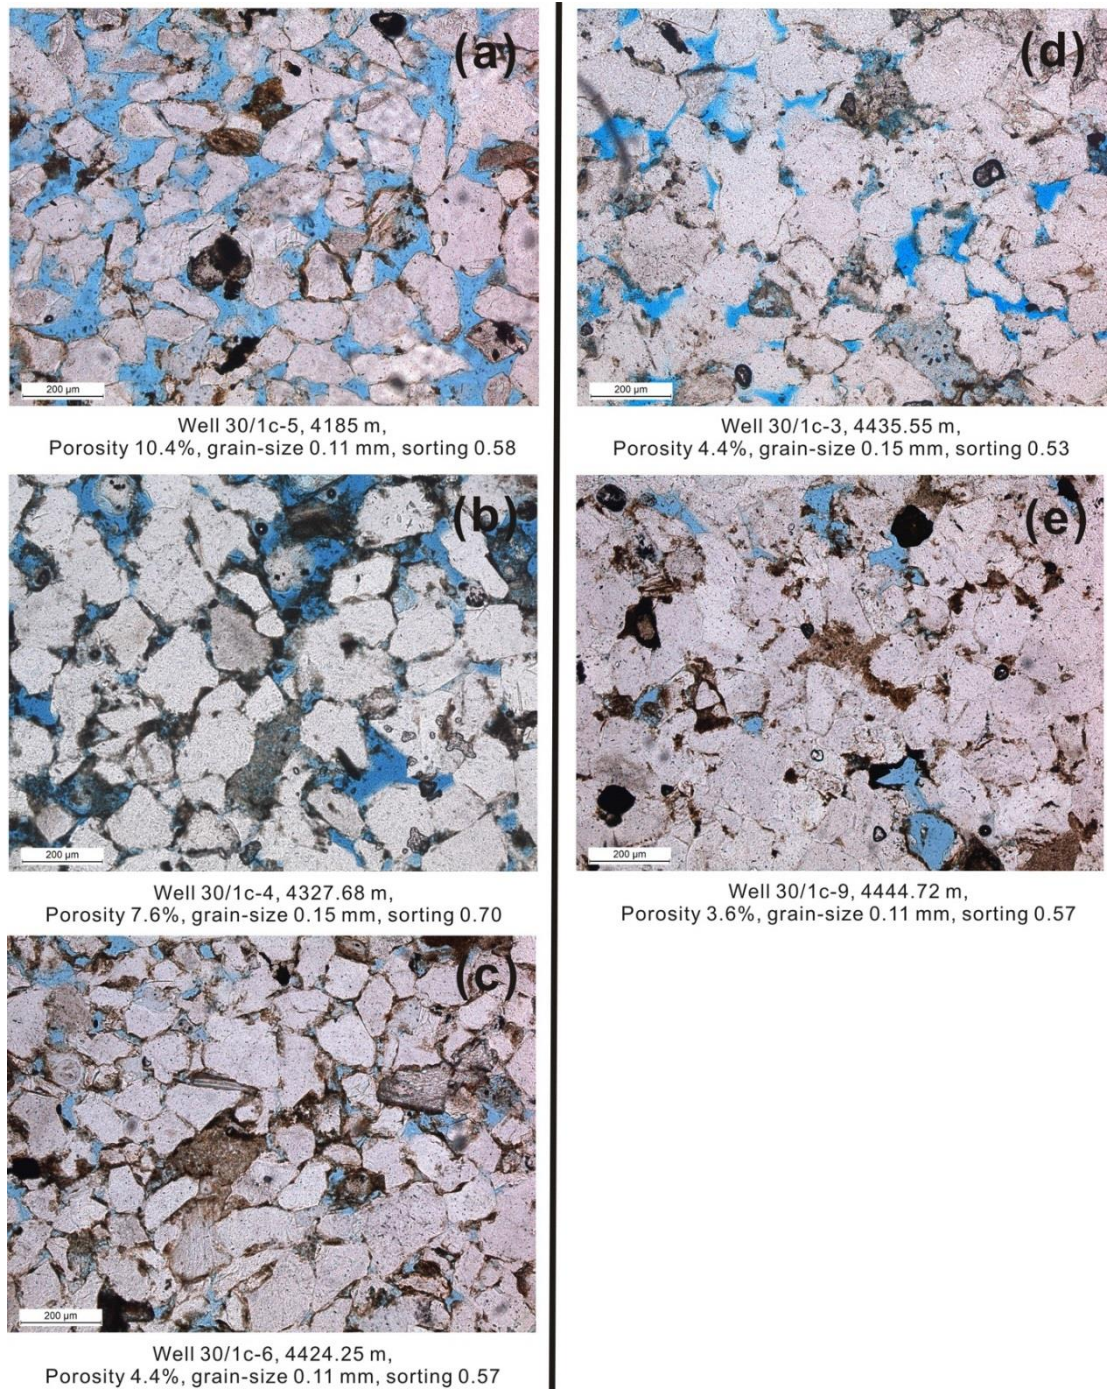 (a)
200 µm
Well 30/1c-5, 4185 m,
Porosity 10.4%, grain-size 0.11 mm, sorting 0.58
(b)
200 µm
Well 30/1c-4, 4327.68 m,
Porosity 7.6%, grain-size 0.15 mm, sorting 0.70
(c)
200 µm
Well 30/1c-6, 4424.25 m,
Porosity 4.4%, grain-size 0.11 mm, sorting 0.57
(d)
200 µm
Well 30/1c-3, 4435.55 m,
Porosity 4.4%, grain-size 0.15 mm, sorting 0.53
(e)
200 µm
Well 30/1c-9, 4444.72 m,
Porosity 3.6%, grain-size 0.11 mm, sorting 0.57